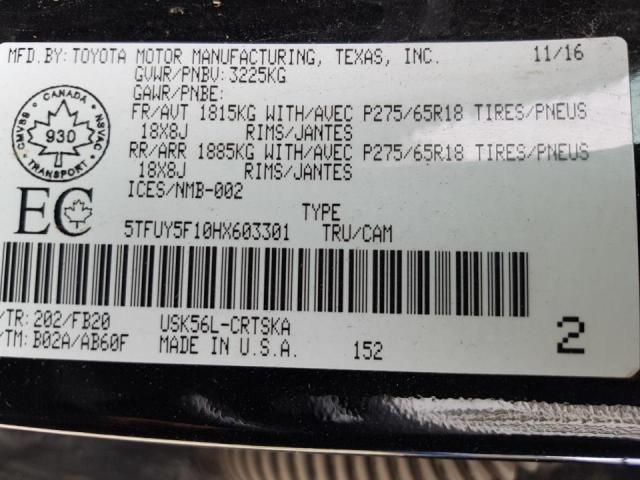 MFD.BY: TOYOTA MOTOR MANUFACTURING, TEXAS, INC. 11/16
GVWR/PNBV: 3225KG
GAWR/PNBE:
FR/AVT 1815KG WITH/AVEC P275/65R18 TIRES/PNEUS
18X8J RIMS/JANTES
RR/ARR 1885KG WITH/AVEC P275/65R18 TIRES/PNEUS
18X8J RIMS/JANTES
ICES/NMB-002
CANADA
CMVSS
NSVAC
930
TRANSPORT
EC
TYPE
5TFUY5F10HX603301 TRU/CAM
/TR: 202/FB20 USK56L-CRTSKA
/TM: B02A/AB60F MADE IN U.S.A. 152 2